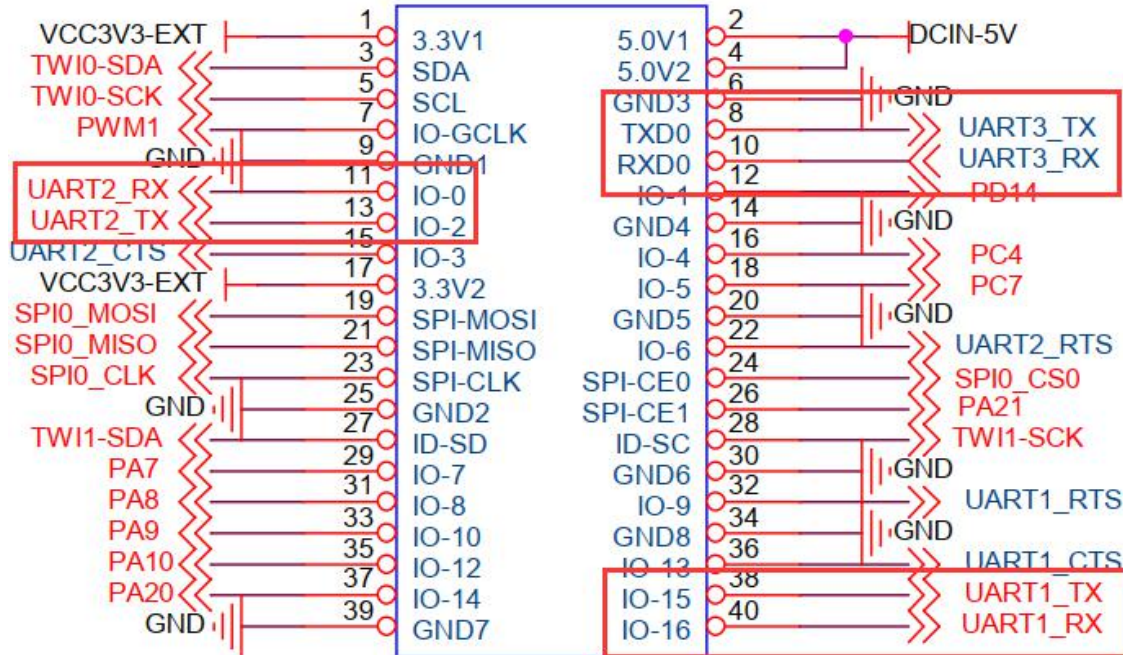 VCC3V3-EXT 1 3.3V1 5.0V1 2 DCIN-5V
TWI0-SDA 3 SDA 5.0V2 4
TWI0-SCK 5 SCL GND3 6 GND
PWM1 7 IO-GCLK TXD0 8 UART3_TX
GND 9 GND1 RXD0 10 UART3_RX
UART2_RX 11 IO-0 IO-1 12 PD14
UART2_TX 13 IO-2 GND4 14 GND
UART2_CTS 15 IO-3 IO-4 16 PC4
VCC3V3-EXT 17 3.3V2 IO-5 18 PC7
SPI0_MOSI 19 SPI-MOSI GND5 20 GND
SPI0_MISO 21 SPI-MISO IO-6 22 UART2_RTS
SPI0_CLK 23 SPI-CLK SPI-CE0 24 SPI0_CS0
GND 25 GND2 SPI-CE1 26 PA21
TWI1-SDA 27 ID-SD ID-SC 28 TWI1-SCK
PA7 29 IO-7 GND6 30 GND
PA8 31 IO-8 IO-9 32 UART1_RTS
PA9 33 IO-10 GND8 34 GND
PA10 35 IO-12 IO-13 36 UART1_CTS
PA20 37 IO-14 IO-15 38 UART1_TX
GND 39 GND7 IO-16 40 UART1_RX